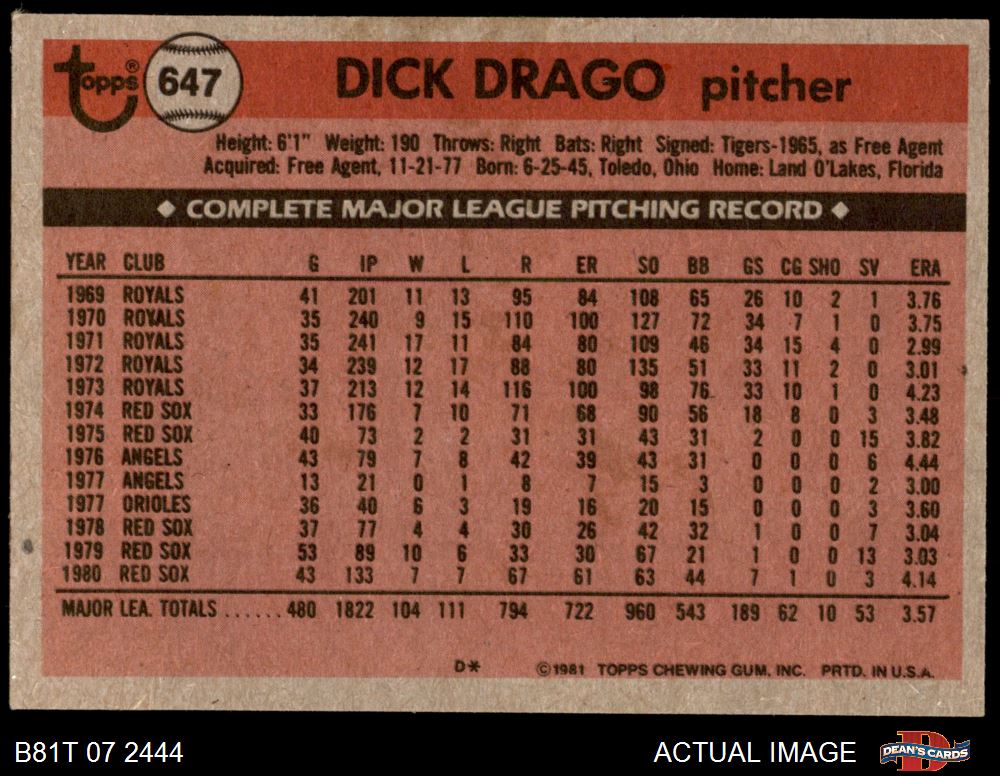 topps® 647 DICK DRAGO pitcher
Height: 6'1" Weight: 190 Throws: Right Bats: Right Signed: Tigers-1965, as Free Agent
Acquired: Free Agent, 11-21-77 Born: 6-25-45, Toledo, Ohio Home: Land O'Lakes, Florida
◆ COMPLETE MAJOR LEAGUE PITCHING RECORD ◆
YEAR CLUB G IP W L R ER SO BB GS CG SHO SV ERA
1969 ROYALS 41 201 11 13 95 84 108 65 26 10 2 1 3.76
1970 ROYALS 35 240 9 15 110 100 127 72 34 7 1 0 3.75
1971 ROYALS 35 241 17 11 84 80 109 46 34 15 4 0 2.99
1972 ROYALS 34 239 12 17 88 80 135 51 33 11 2 0 3.01
1973 ROYALS 37 213 12 14 116 100 98 76 33 10 1 0 4.23
1974 RED SOX 33 176 7 10 71 68 90 56 18 8 0 3 3.48
1975 RED SOX 40 73 2 2 31 31 43 31 2 0 0 15 3.82
1976 ANGELS 43 79 7 8 42 39 43 31 0 0 0 6 4.44
1977 ANGELS 13 21 0 1 8 7 15 3 0 0 0 2 3.00
1977 ORIOLES 36 40 6 3 19 16 20 15 0 0 0 3 3.60
1978 RED SOX 37 77 4 4 30 26 42 32 1 0 0 7 3.04
1979 RED SOX 53 89 10 6 33 30 67 21 1 0 0 13 3.03
1980 RED SOX 43 133 7 7 67 61 63 44 7 1 0 3 4.14
MAJOR LEA. TOTALS ...... 480 1822 104 111 794 722 960 543 189 62 10 53 3.57
D* ©1981 TOPPS CHEWING GUM, INC. PRTD. IN U.S.A.
B81T 07 2444 ACTUAL IMAGE DEAN'S CARDS